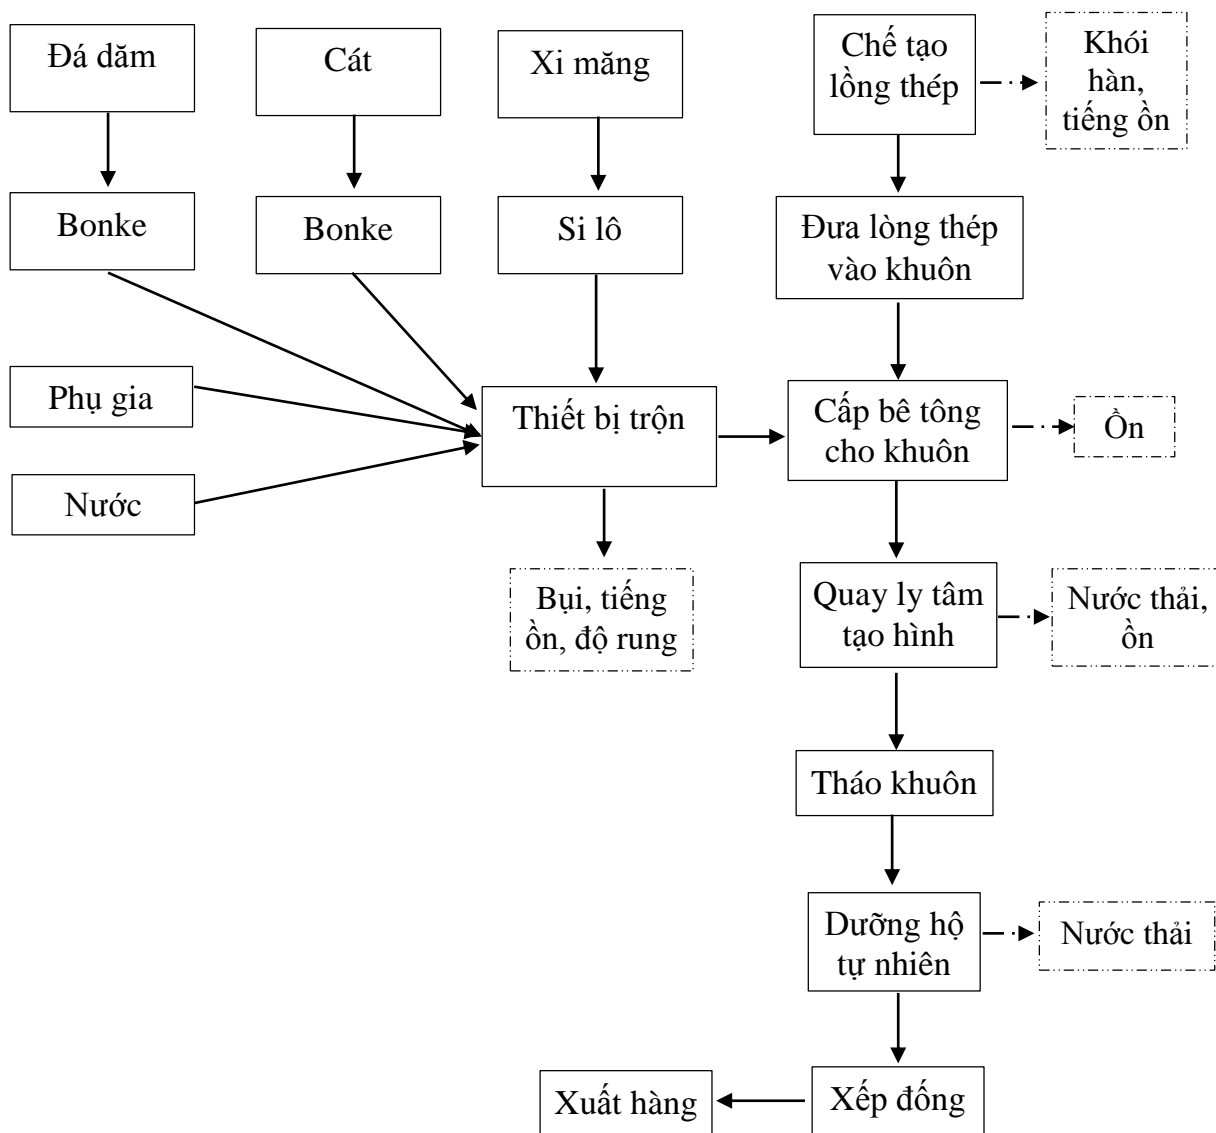 Đá dăm
Cát
Xi măng
Chế tạo
lồng thép
Khói
hàn,
tiếng ồn
Bonke
Bonke
Si lô
Đưa lòng thép
vào khuôn
Phụ gia
Thiết bị trộn
Cấp bê tông
cho khuôn
Ồn
Nước
Bụi, tiếng
ồn, độ rung
Quay ly tâm
tạo hình
Nước thải,
ồn
Tháo khuôn
Dưỡng hộ
tự nhiên
Nước thải
Xuất hàng
Xếp đống